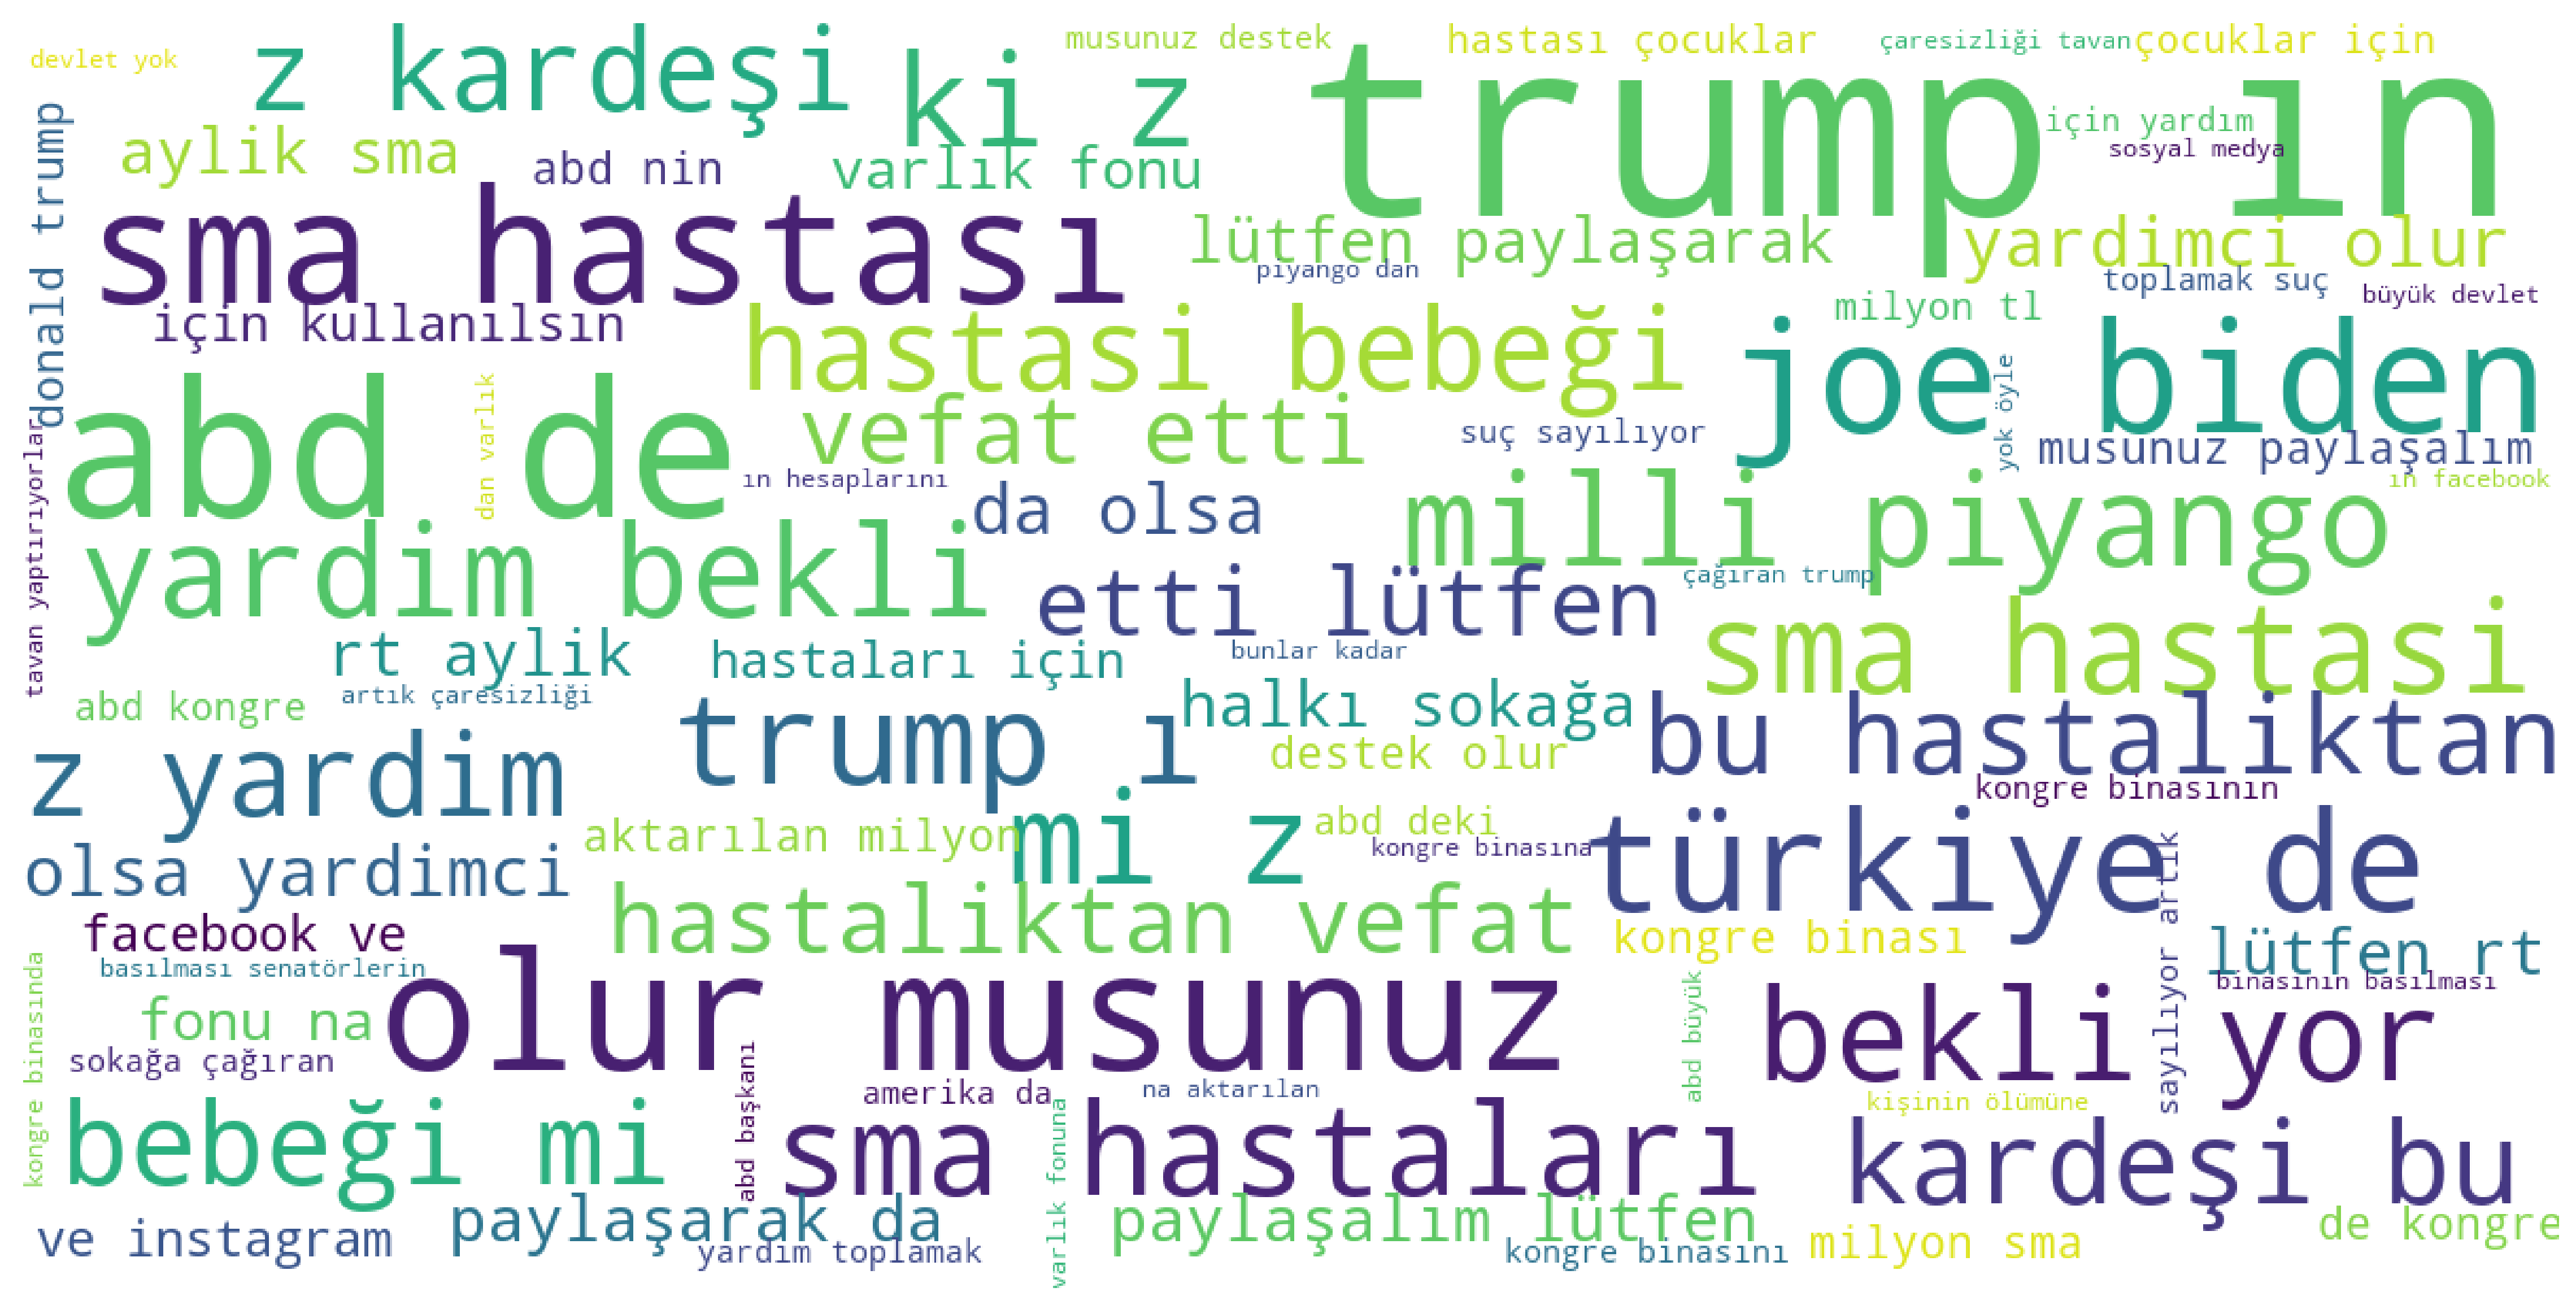 devlet yok
z kardeşi
ki z
musunuz destek
hastası çocuklar
çaresizliği tavan
çocuklar için
trump ın
donald trump
aylik sma
abd nin
varlık fonu
için yardım
sosyal medya
sma hastası
lütfen paylaşarak
yardimci olur
piyango dan
toplamak suç
büyük devlet
için kullanılsın
hastasi bebeği
milyon tl
joe biden
abd de
dan varlık
vefat etti
suç sayılıyor
yok öyle
musunuz paylaşalım
tavan yaptırıyorlar
ın hesaplarını
da olsa
milli piyango
ın facebook
yardim bekli
etti lütfen
çağıran trump
sma hastasi
rt aylik
hastaları için
bunlar kadar
abd kongre
artık çaresizliği
trump ı
halkı sokağa
bu hastaliktan
z yardim
destek olur
kongre binasının
mi z
abd deki
türkiye de
olsa yardimci
aktarılan milyon
kongre binasına
sayılıyor artık
hastaliktan vefat
facebook ve
kongre binası
lütfen rt
kongre binasında
basılması senatörlerin
olur musunuz
abd büyük
binasının basılması
fonu na
bekli yor
sokağa çağıran
abd başkanı
amerika da
na aktarılan
kişinin ölümüne
bebeği mi
varlık fonuna
sma hastaları
kardeşi bu
ve instagram
paylaşarak da
yardım toplamak
paylaşalım lütfen
kongre binasını
milyon sma
de kongre